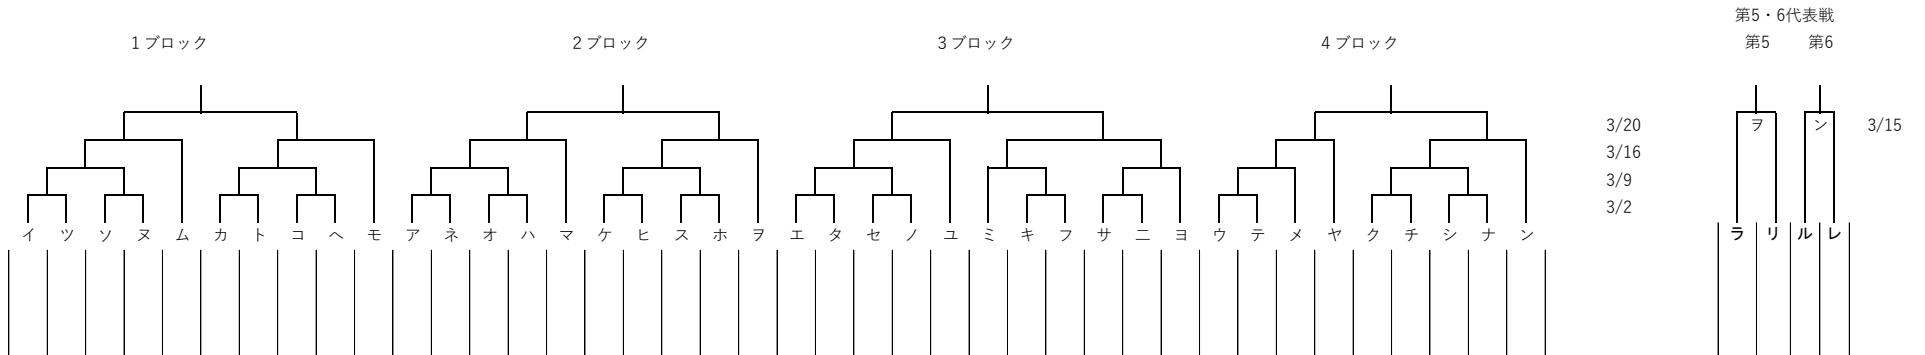 第5・6代表戦
1ブロック 2ブロック 3ブロック 4ブロック 第5 第6
3/20 ヲ ン 3/15
3/16
3/9
3/2
イ ツ ソ ヌ ム カ ト コ ヘ モ ア ネ オ ハ マ ケ ヒ ス ホ ヲ エ タ セ ノ ユ ミ キ フ サ ニ ヨ ウ テ メ ヤ ク チ シ ナ ン ラ リ ル レ